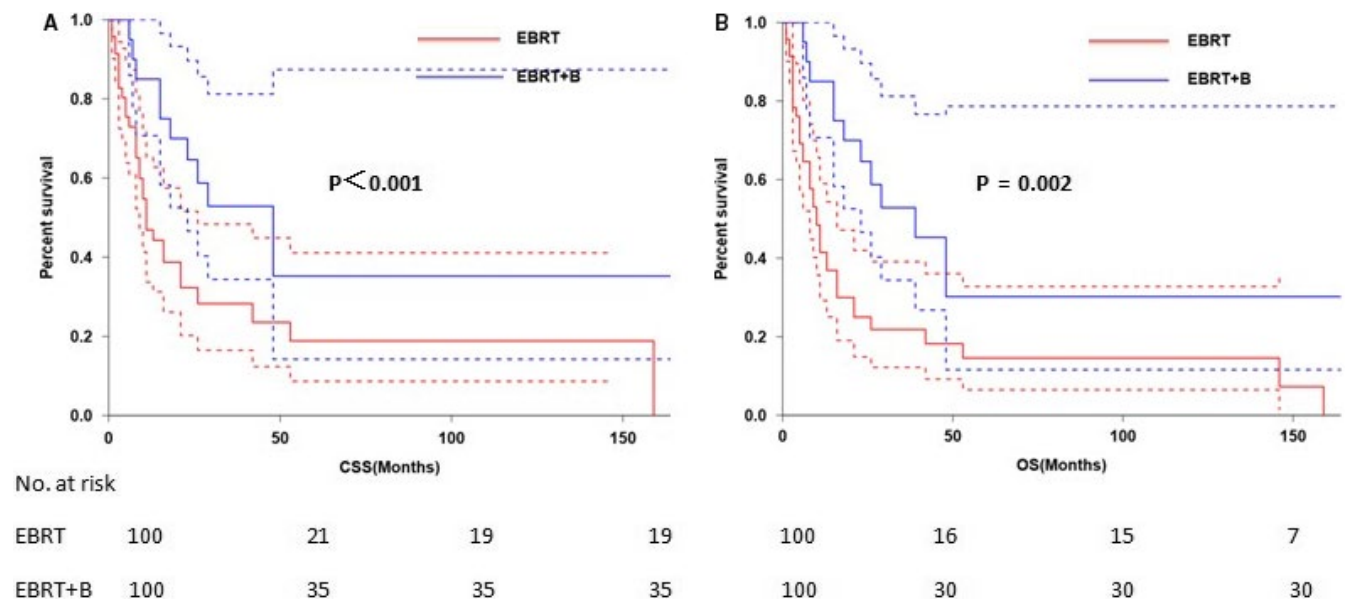 A
B
EBRT
EBRT+B
EBRT
EBRT+B
P< 0.001
P = 0.002
Percent survival
Percent survival
1.0
0.8
0.6
0.4
0.2
0.0
1.0
0.8
0.6
0.4
0.2
0.0
0 50 100 150
0 50 100 150
CSS(Months)
OS(Months)
No. at risk
EBRT 100 21 19 19 100 16 15 7
EBRT+B 100 35 35 35 100 30 30 30